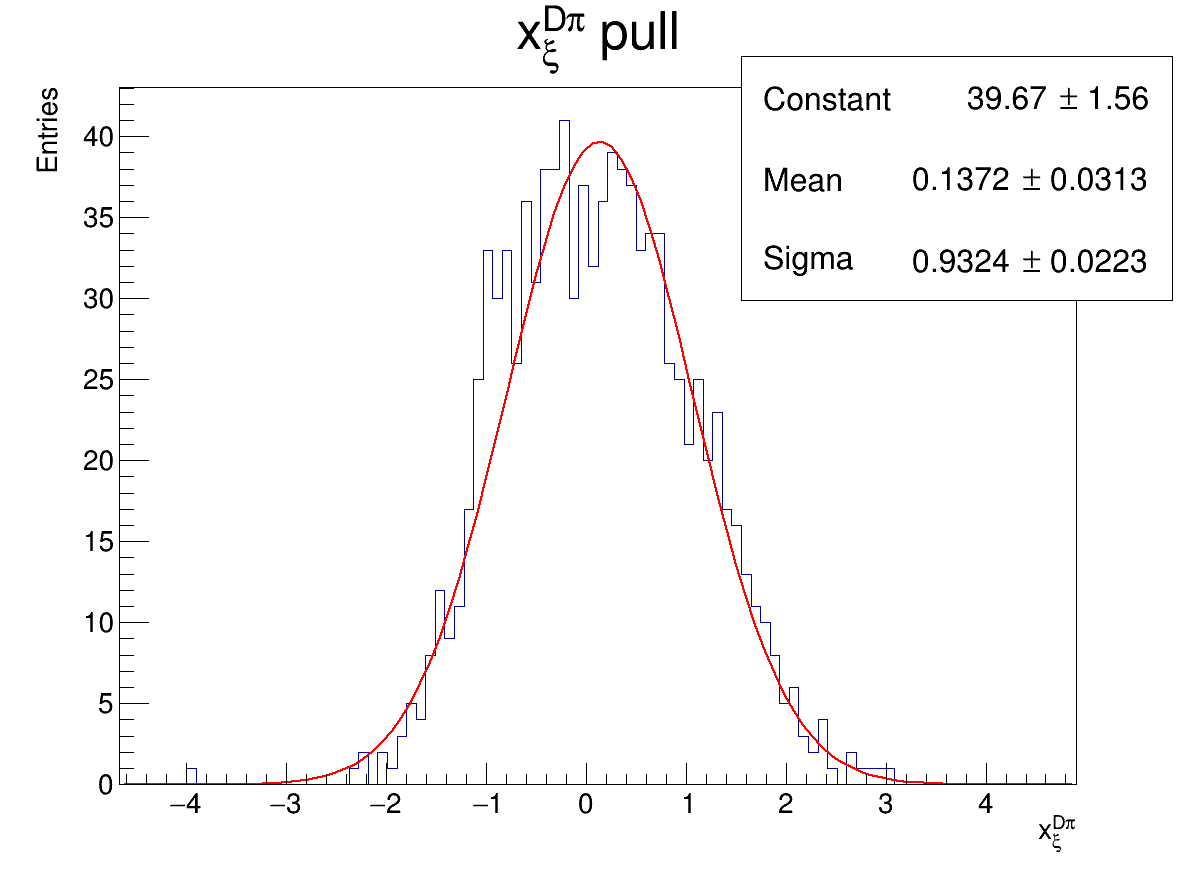 x_ξ^{Dπ} pull
Entries
Constant 39.67 ± 1.56
Mean 0.1372 ± 0.0313
Sigma 0.9324 ± 0.0223
40
35
30
25
20
15
10
5
0
−4 −3 −2 −1 0 1 2 3 4
x_ξ^{Dπ}